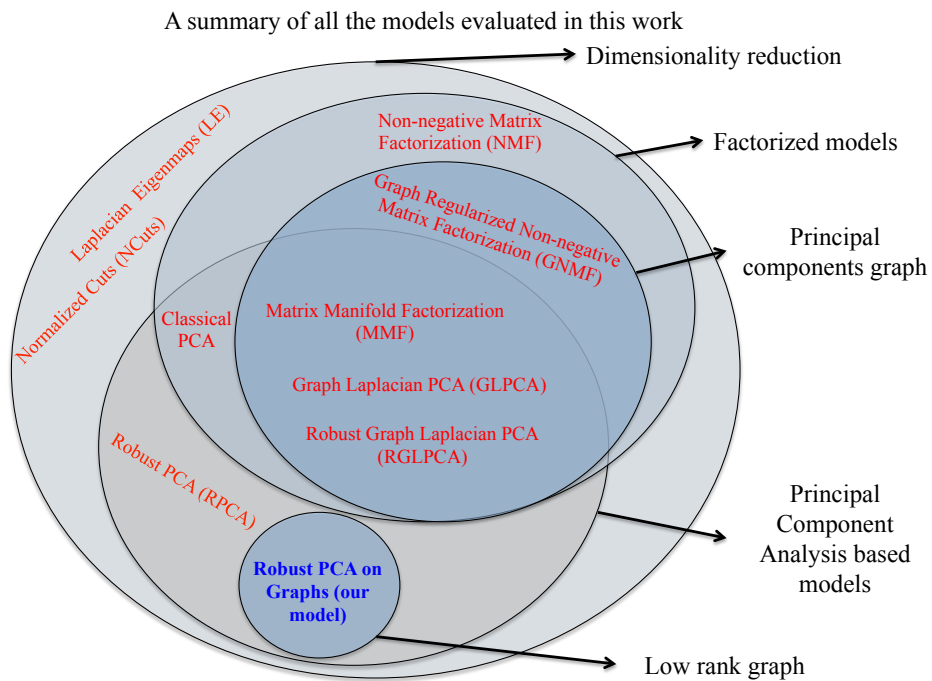 A summary of all the models evaluated in this work
Dimensionality reduction
Factorized models
Principal
components graph
Principal
Component
Analysis based
models
Low rank graph
Laplacian Eigenmaps (LE)
Normalized Cuts (NCuts)
Non-negative Matrix
Factorization (NMF)
Graph Regularized Non-negative
Matrix Factorization (GNMF)
Classical
PCA
Matrix Manifold Factorization
(MMF)
Graph Laplacian PCA (GLPCA)
Robust Graph Laplacian PCA
(RGLPCA)
Robust PCA (RPCA)
Robust PCA on
Graphs (our
model)